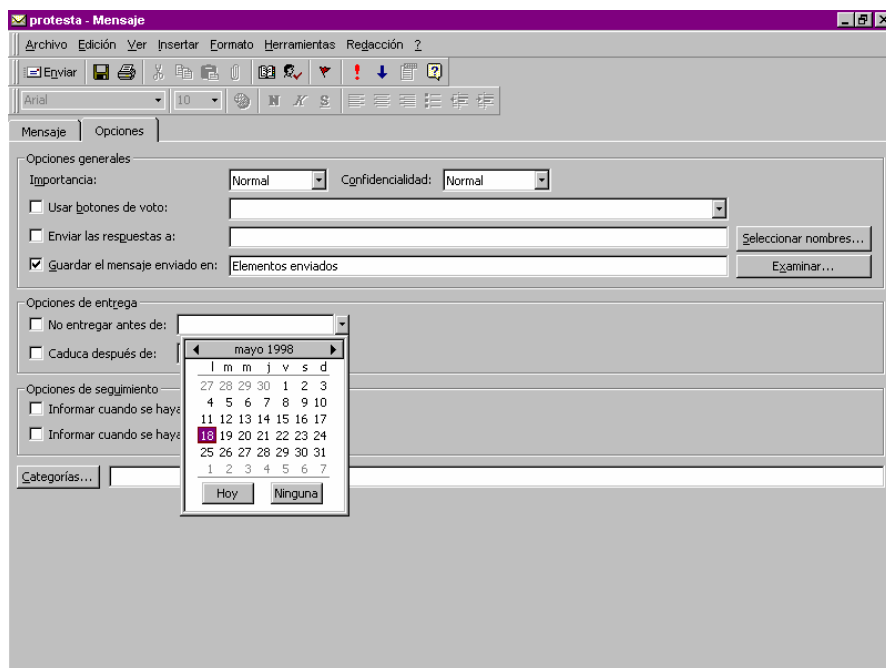 protesta - Mensaje
Archivo Edición Ver Insertar Formato Herramientas Redacción ?
Enviar
Arial 10 N K S
Mensaje Opciones
Opciones generales
Importancia: Normal Confidencialidad: Normal
Usar botones de voto:
Enviar las respuestas a: Seleccionar nombres...
Guardar el mensaje enviado en: Elementos enviados Examinar...
Opciones de entrega
No entregar antes de:
Caduca después de:
mayo 1998
l m m j v s d
27 28 29 30 1 2 3
4 5 6 7 8 9 10
11 12 13 14 15 16 17
18 19 20 21 22 23 24
25 26 27 28 29 30 31
1 2 3 4 5 6 7
Hoy Ninguna
Opciones de seguimiento
Informar cuando se haya
Informar cuando se haya
Categorías...